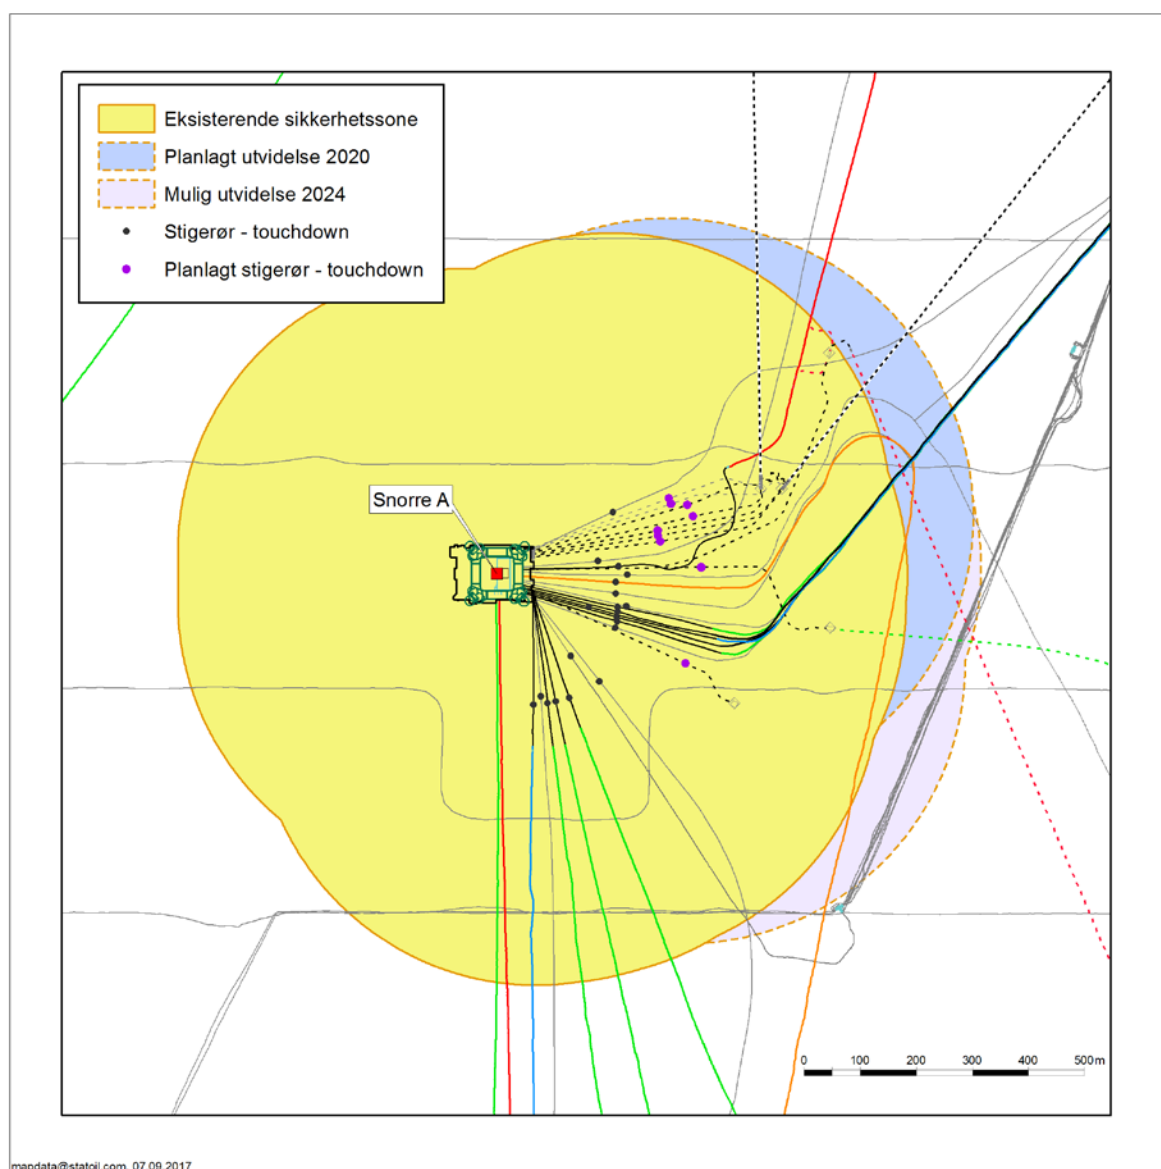 Eksisterende sikkerhetssone
Planlagt utvidelse 2020
Mulig utvidelse 2024
Stigerør - touchdown
Planlagt stigerør - touchdown
Snorre A
0 100 200 300 400 500 m
mapdata@statoil.com, 07.09.2017